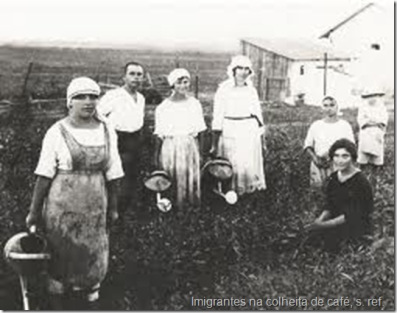 Imigrantes na colheita de café, s. ref.